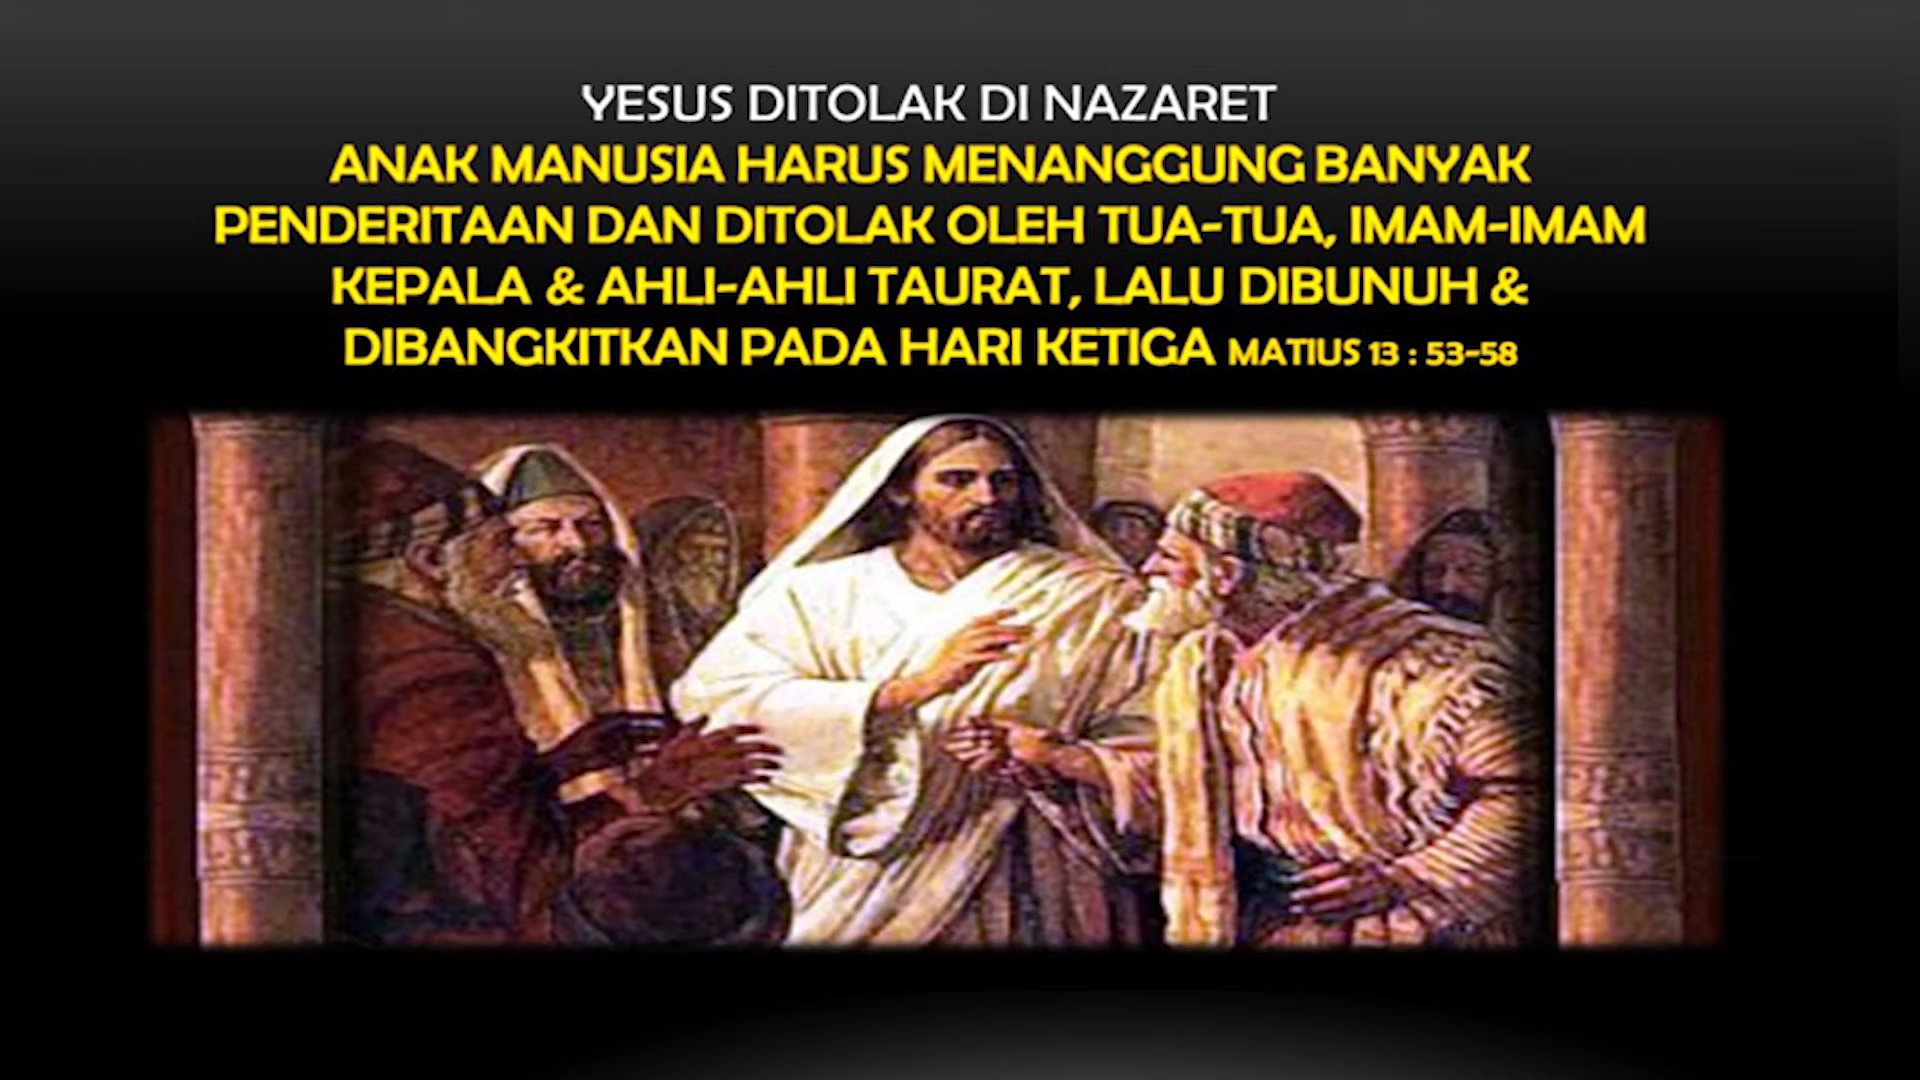 YESUS DITOLAK DI NAZARET
ANAK MANUSIA HARUS MENANGGUNG BANYAK
PENDERITAAN DAN DITOLAK OLEH TUA-TUA, IMAM-IMAM
KEPALA & AHLI-AHLI TAURAT, LALU DIBUNUH &
DIBANGKITKAN PADA HARI KETIGA MATIUS 13 : 53-58